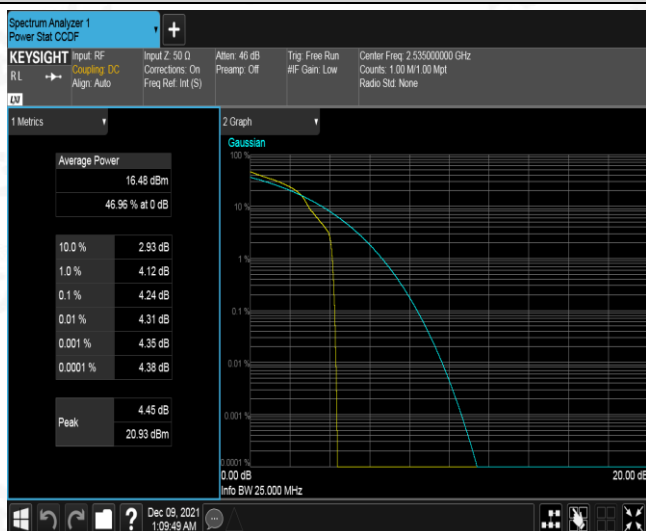 Spectrum Analyzer 1
Power Stat CCDF
+
KEYSIGHT
RL
Input: RF
Coupling: DC
Align: Auto
Input Z: 50 Ω
Corrections: On
Freq Ref: Int (S)
Atten: 46 dB
Preamp: Off
Trig: Free Run
#IF Gain: Low
Center Freq: 2.535000000 GHz
Counts: 1.00 M/1.00 Mpt
Radio Std: None
1 Metrics
Average Power
16.48 dBm
46.96 % at 0 dB
10.0 % 2.93 dB
1.0 % 4.12 dB
0.1 % 4.24 dB
0.01 % 4.31 dB
0.001 % 4.35 dB
0.0001 % 4.38 dB
Peak
4.45 dB
20.93 dBm
2 Graph
Gaussian
100 %
10 %
1 %
0.1 %
0.01 %
0.001 %
0.0001 %
0.00 dB
20.00 dB
Info BW 25.000 MHz
?
Dec 09, 2021
1:09:49 AM